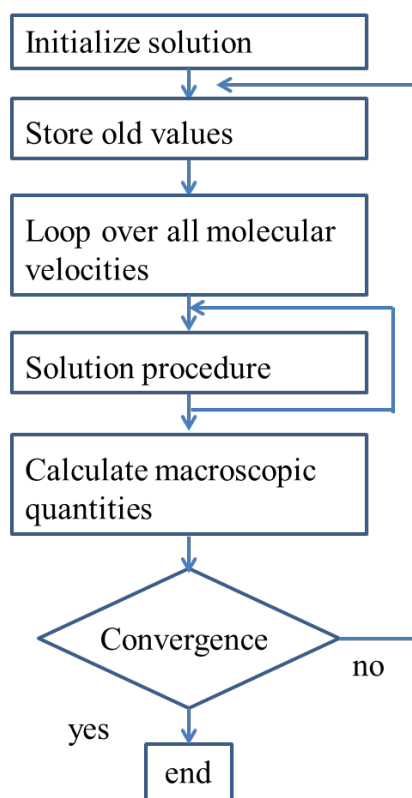 Initialize solution
Store old values
Loop over all molecular
velocities
Solution procedure
Calculate macroscopic
quantities
Convergence
no
yes
end